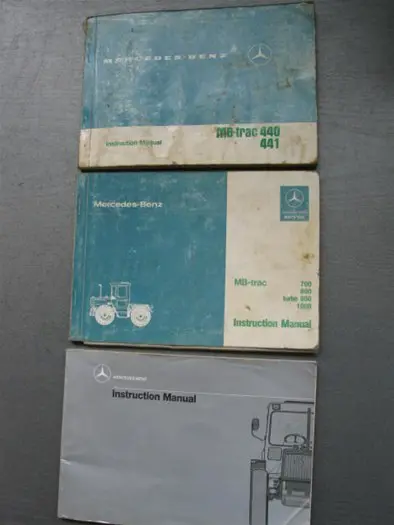 MERCEDES-BENZ
Instruction Manual
MB-trac 440
441
Mercedes-Benz
MB-trac 700
800
turbo 900
Instruction Manual
MERCEDES-BENZ
Instruction Manual